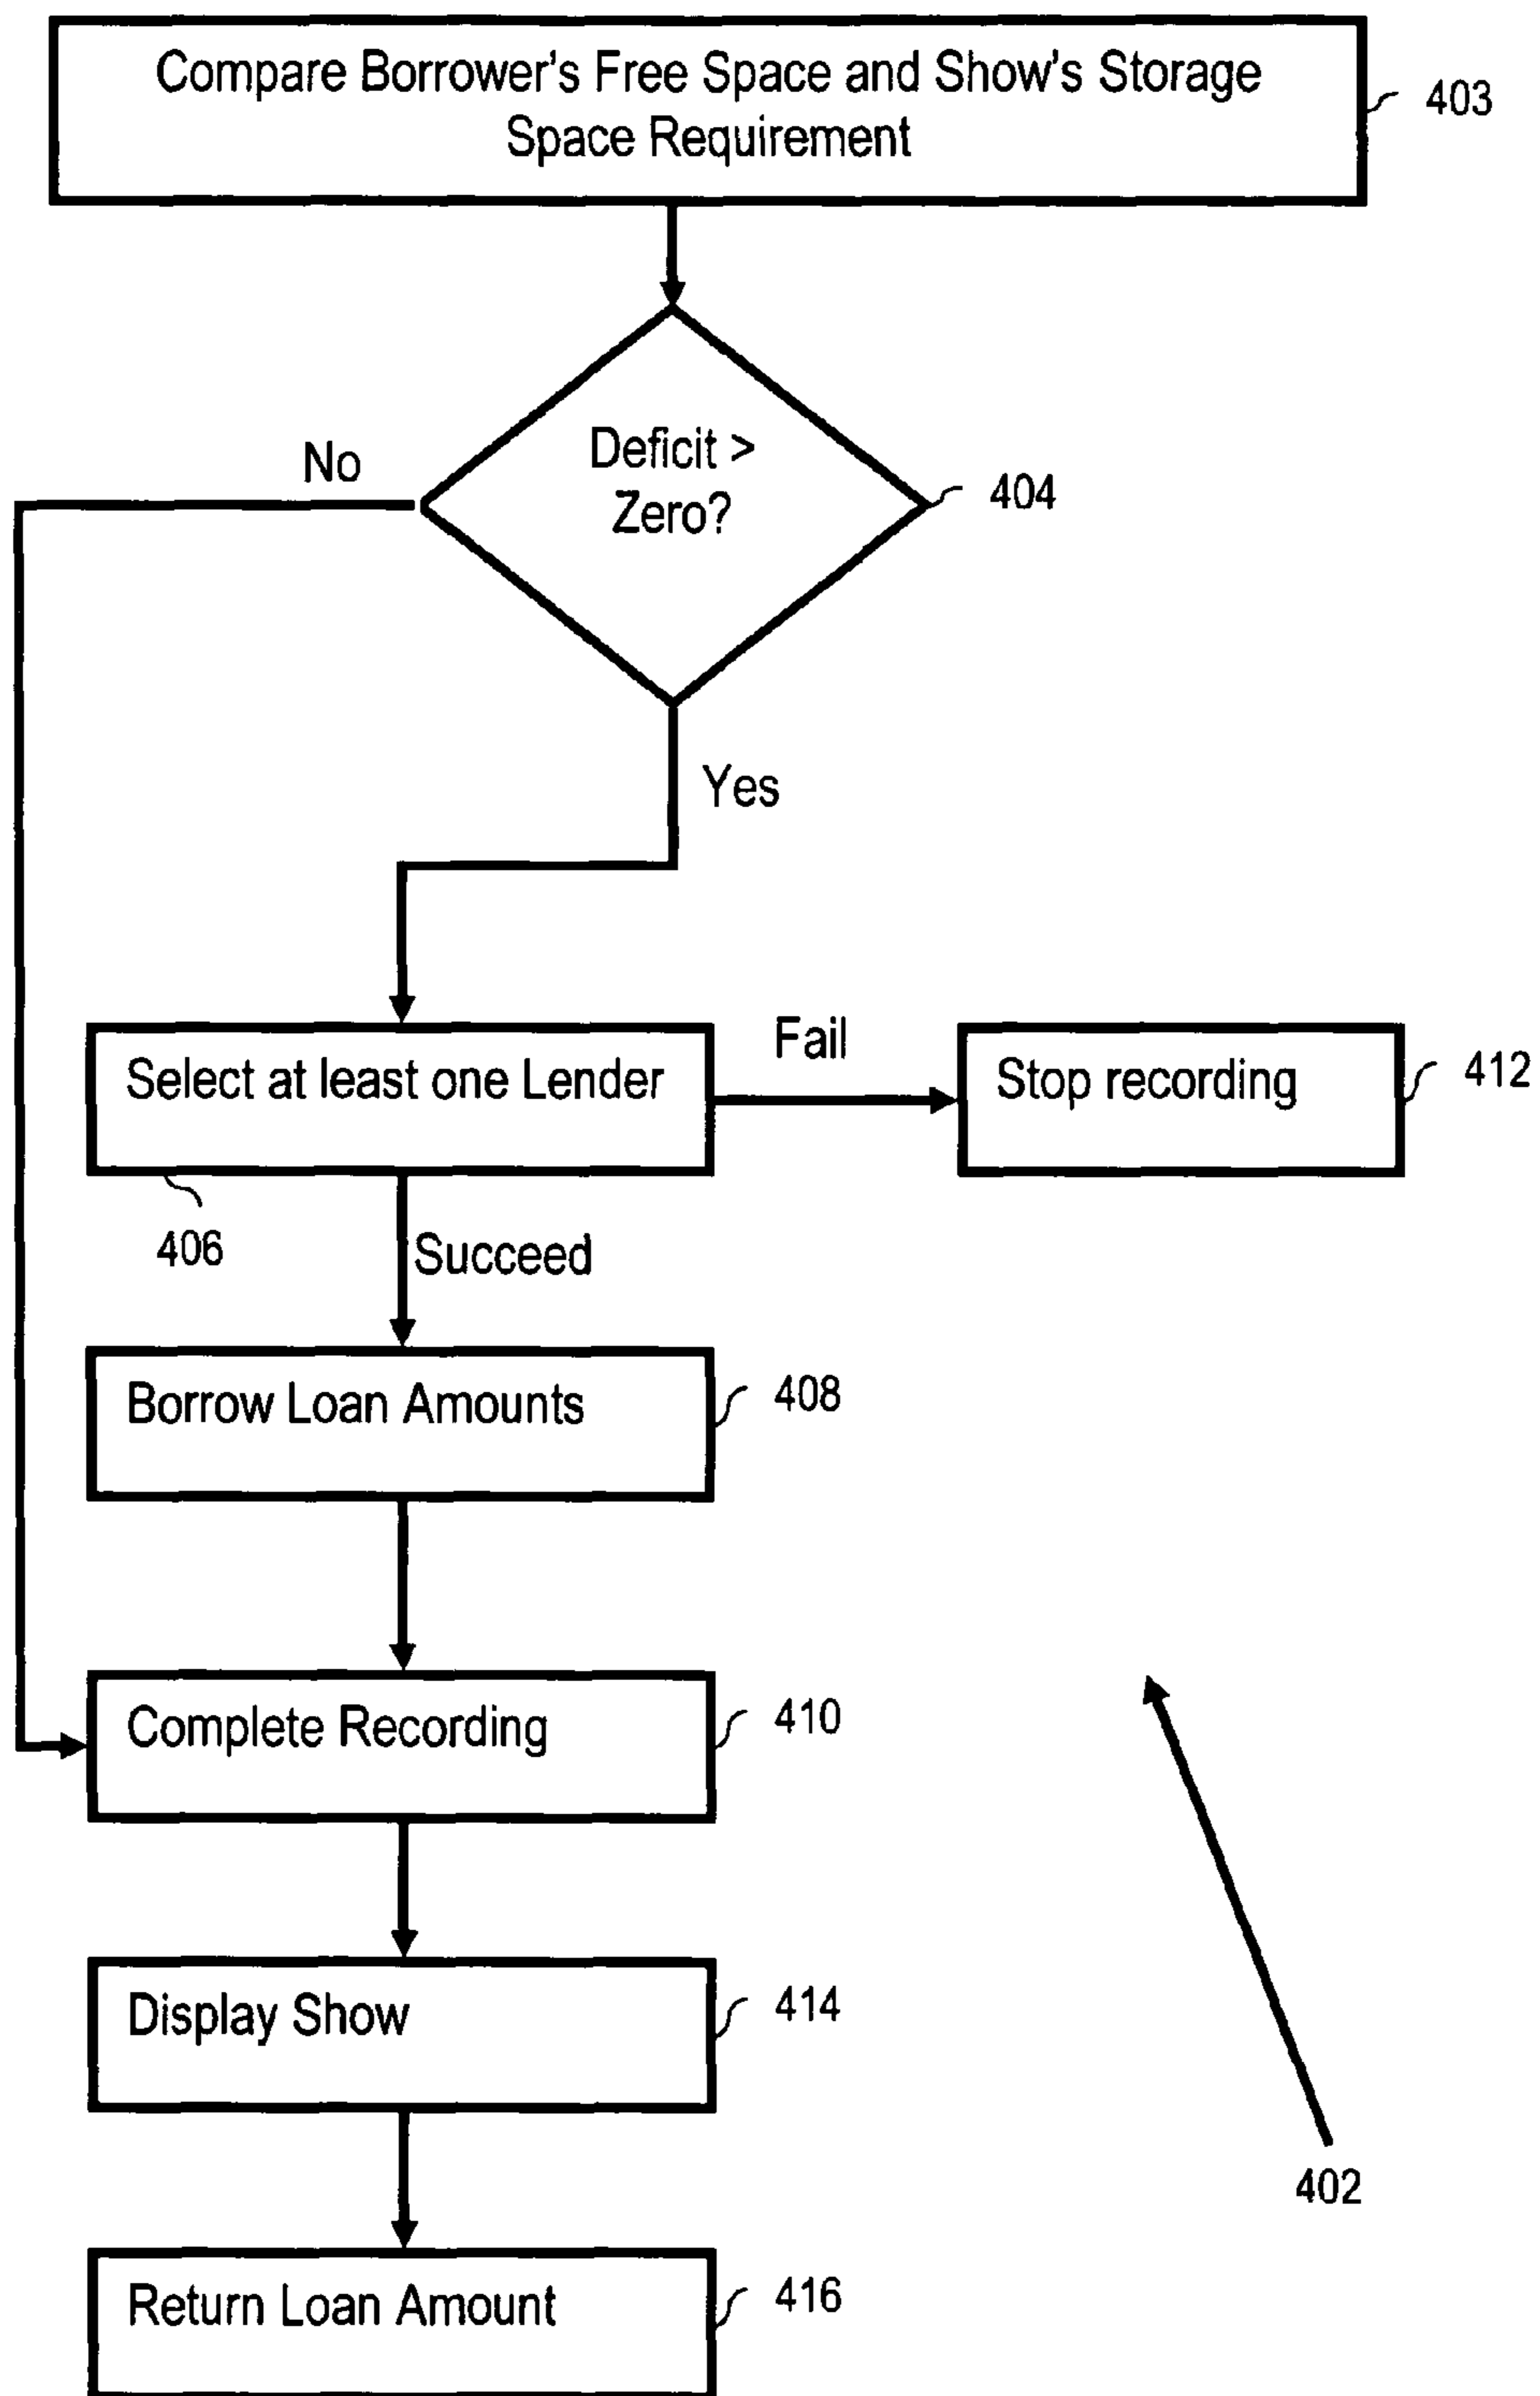 Compare Borrower's Free Space and Show's Storage
Space Requirement
403
Deficit >
Zero?
No
404
Yes
Select at least one Lender
Fail
Stop recording
412
406
Succeed
Borrow Loan Amounts
408
Complete Recording
410
Display Show
414
402
Return Loan Amount
416